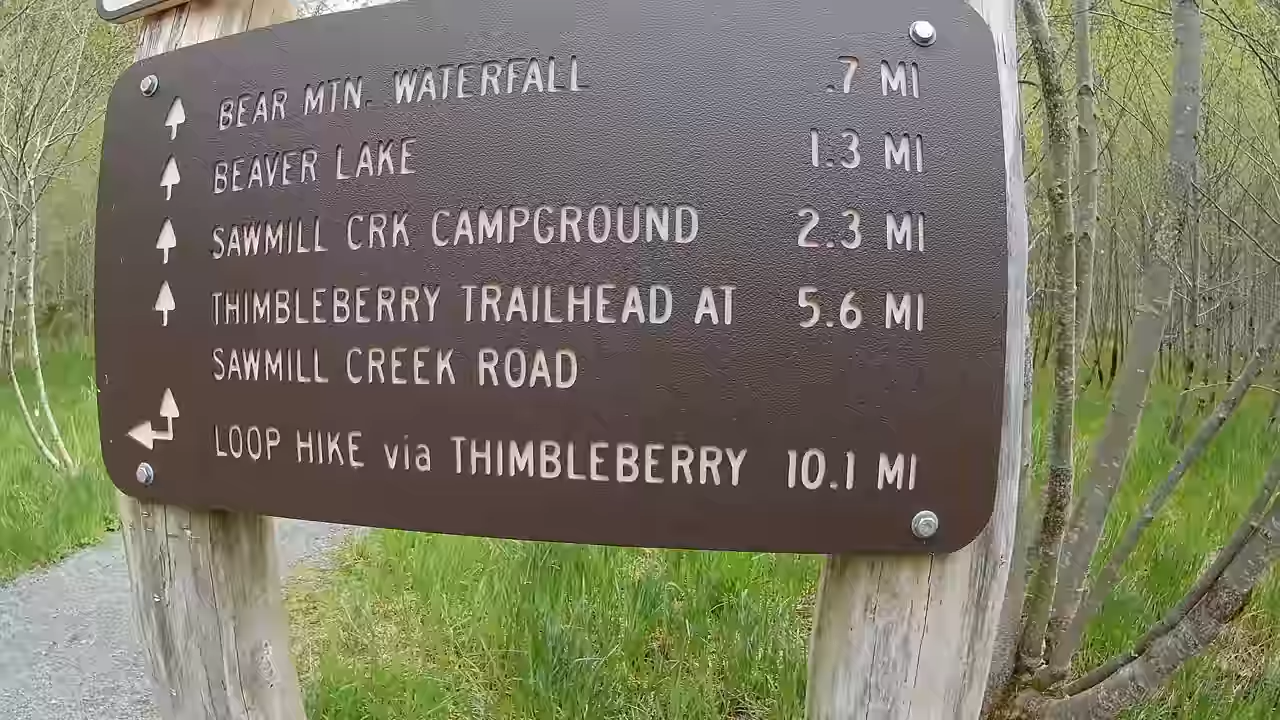 BEAR MTN. WATERFALL .7 MI
BEAVER LAKE 1.3 MI
SAWMILL CRK CAMPGROUND 2.3 MI
THIMBLEBERRY TRAILHEAD AT 5.6 MI
SAWMILL CREEK ROAD
LOOP HIKE via THIMBLEBERRY 10.1 MI